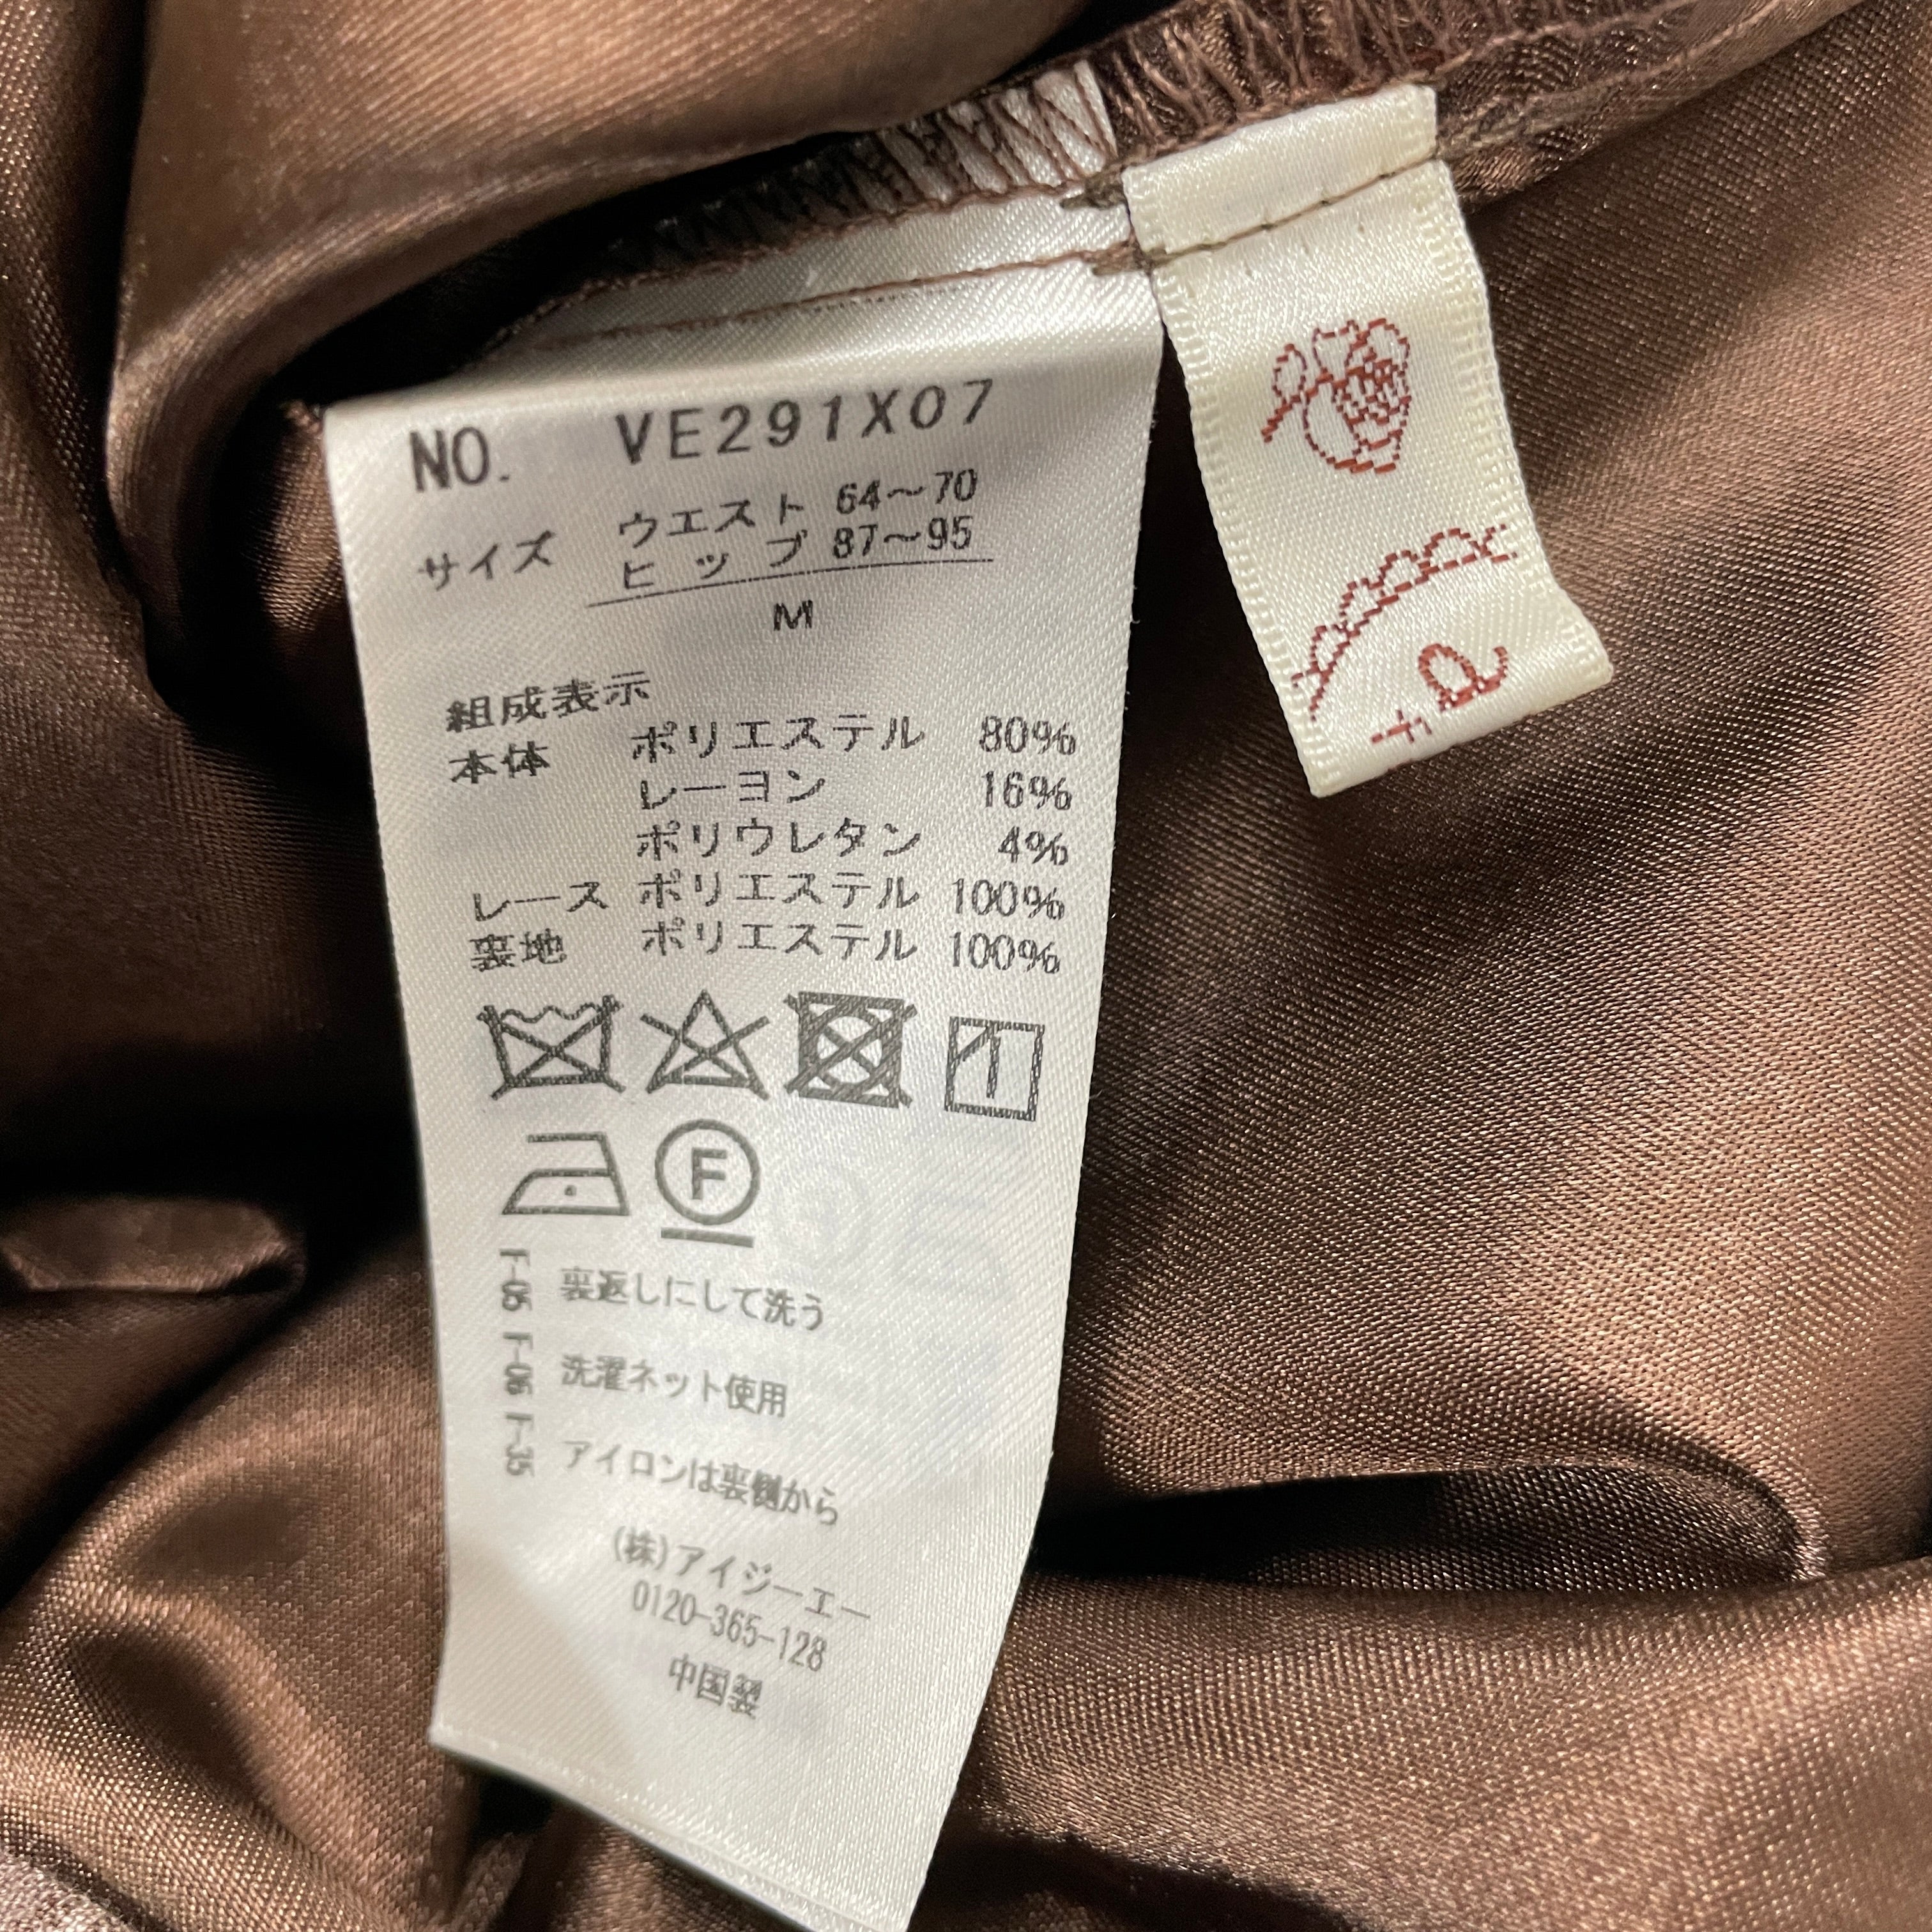 NO. VE291X07
サイズ ウエスト 64〜70
ヒップ 87〜95
M
組成表示
本体 ポリエステル 80%
レーヨン 16%
ポリウレタン 4%
レース ポリエステル 100%
裏地 ポリエステル 100%
F
F-05 裏返しにして洗う
F-06 洗濯ネット使用
F-35 アイロンは裏側から
(株)アイジーエー
0120-365-128
中国製